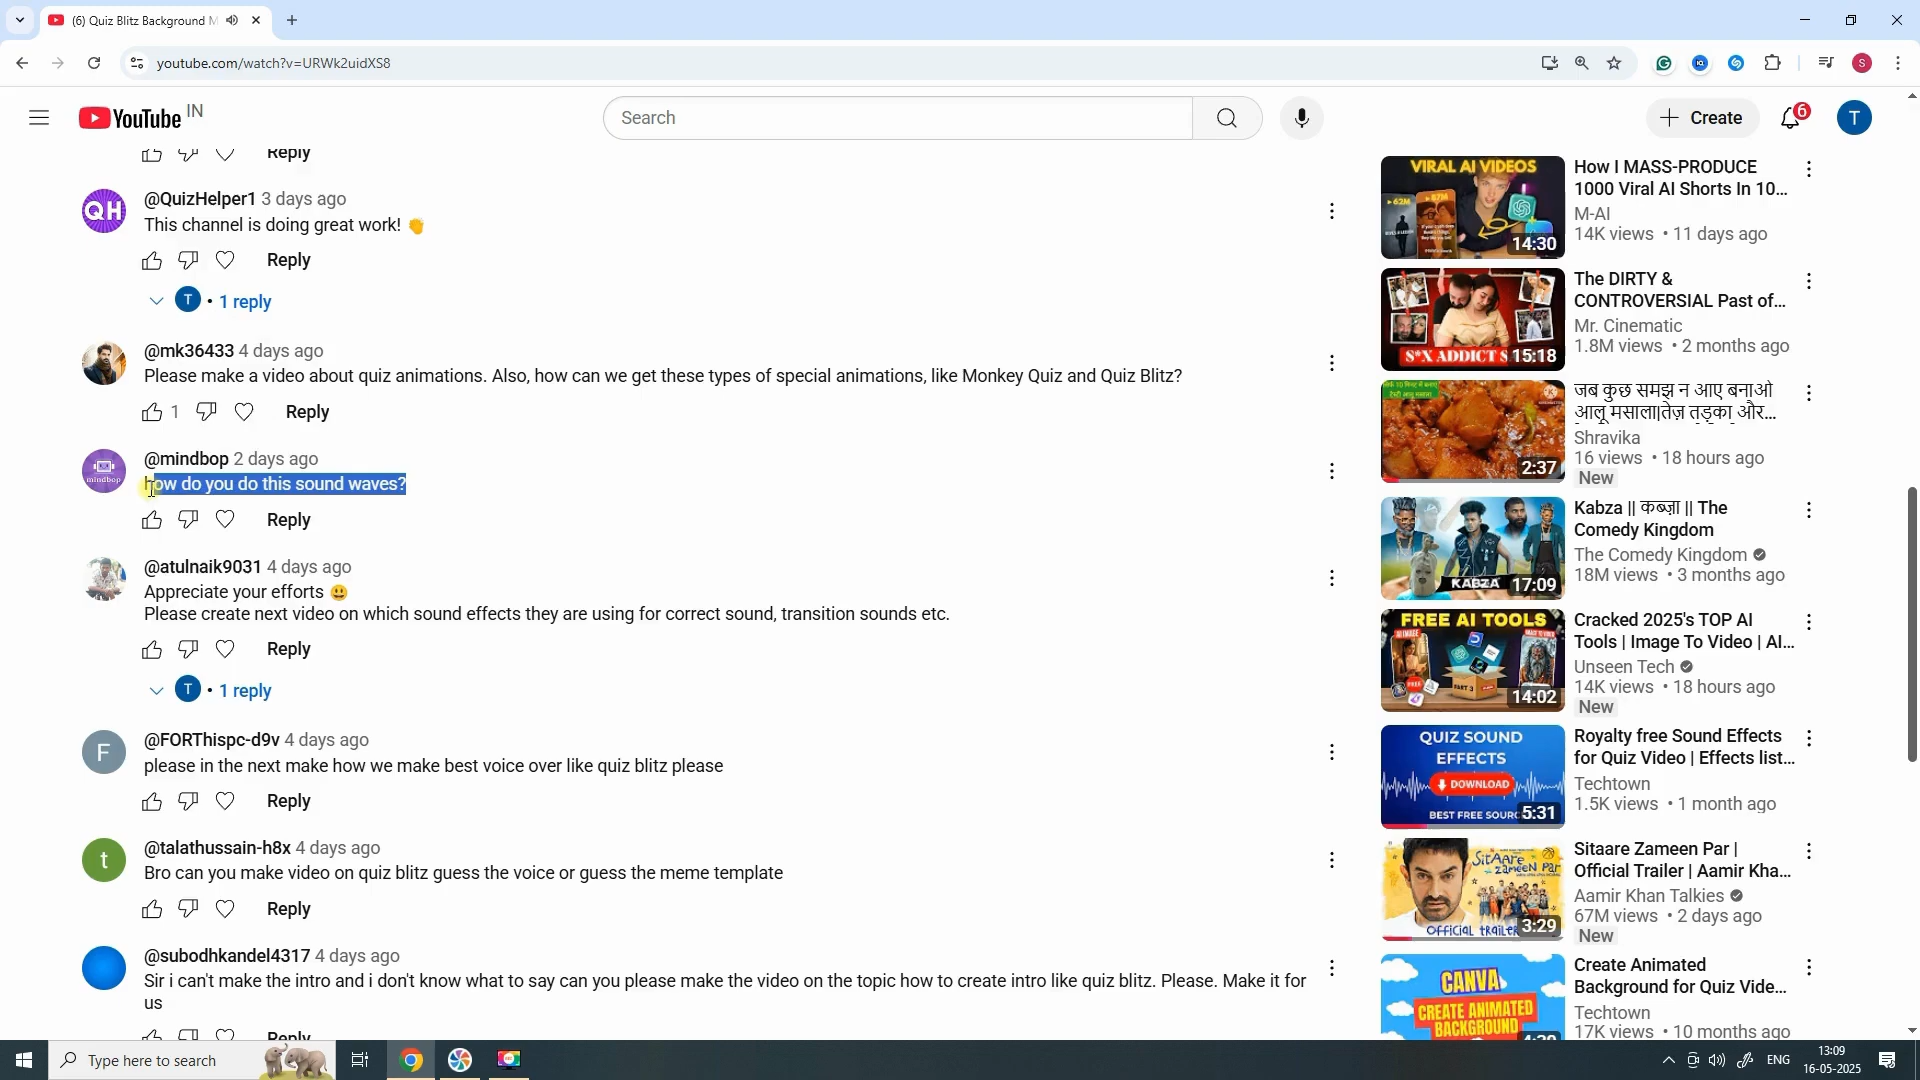 (6) Quiz Blitz Background M
youtube.com/watch?v=URWk2uidXS8
S
YouTube IN
Search
Create
6
T
Reply
QH
@QuizHelper1 3 days ago
This channel is doing great work! 👏
Reply
T • 1 reply
@mk36433 4 days ago
Please make a video about quiz animations. Also, how can we get these types of special animations, like Monkey Quiz and Quiz Blitz?
1 Reply
mindbop
@mindbop 2 days ago
how do you do this sound waves?
Reply
@atulnaik9031 4 days ago
Appreciate your efforts 😃
Please create next video on which sound effects they are using for correct sound, transition sounds etc.
Reply
T • 1 reply
F
@FORThispc-d9v 4 days ago
please in the next make how we make best voice over like quiz blitz please
Reply
t
@talathussain-h8x 4 days ago
Bro can you make video on quiz blitz guess the voice or guess the meme template
Reply
@subodhkandel4317 4 days ago
Sir i can't make the intro and i don't know what to say can you please make the video on the topic how to create intro like quiz blitz. Please. Make it for
us
Reply
VIRAL AI VIDEOS
14:30
How I MASS-PRODUCE
1000 Viral AI Shorts In 10...
M-AI
14K views • 11 days ago
S*X ADDICT S
15:18
The DIRTY &
CONTROVERSIAL Past of...
Mr. Cinematic
1.8M views • 2 months ago
2:37
जब कुछ समझ न आए बनाओ
आलू मसाला|तेज़ तड़का और...
Shravika
16 views • 18 hours ago
New
KABZA
17:09
Kabza || कब्ज़ा || The
Comedy Kingdom
The Comedy Kingdom
18M views • 3 months ago
FREE AI TOOLS
PART 3
14:02
Cracked 2025's TOP AI
Tools | Image To Video | AI...
Unseen Tech
14K views • 18 hours ago
New
QUIZ SOUND
EFFECTS
DOWNLOAD
BEST FREE SOURC
5:31
Royalty free Sound Effects
for Quiz Video | Effects list...
Techtown
1.5K views • 1 month ago
SiTAARe
ZAMEEN PAR
OFFICIAL TRAILER
3:29
Sitaare Zameen Par |
Official Trailer | Aamir Kha...
Aamir Khan Talkies
67M views • 2 days ago
New
CANVA
CREATE ANIMATED
BACKGROUND
Create Animated
Background for Quiz Vide...
Techtown
17K views • 10 months ago
Type here to search
ENG
13:09
16-05-2025